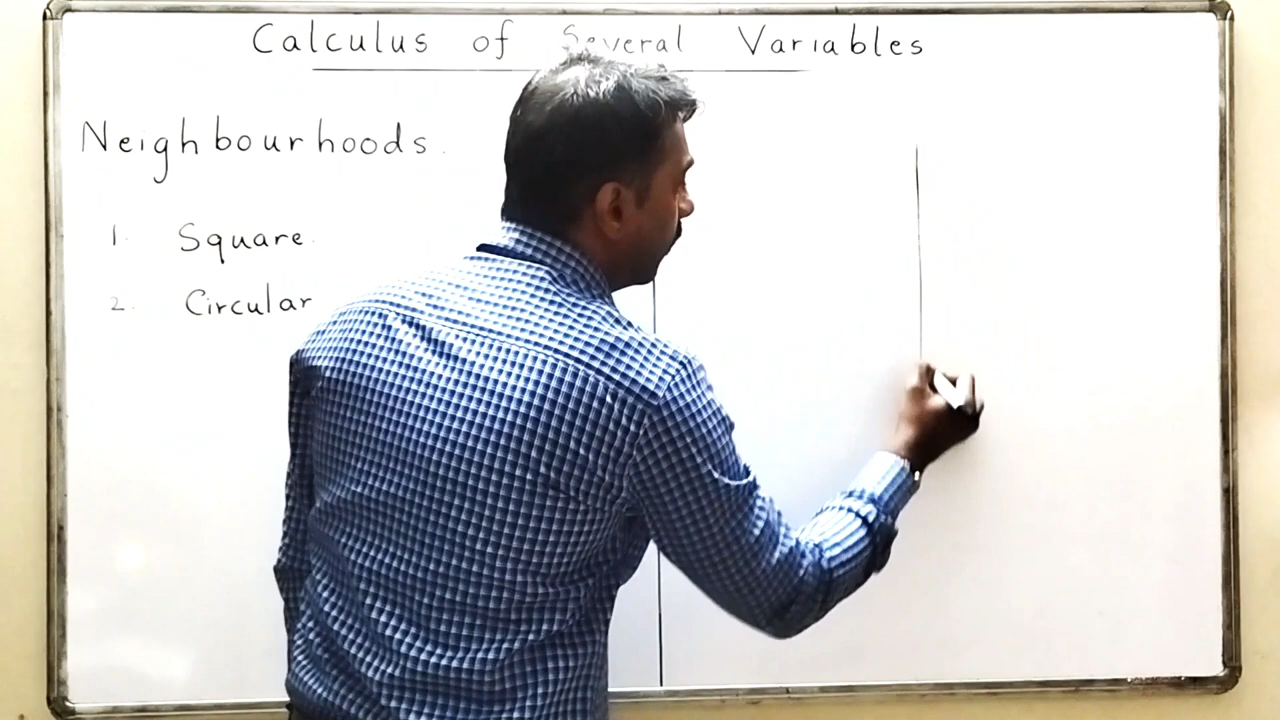 Calculus of Several Variables
Neighbourhoods.
1. Square.
2. Circular